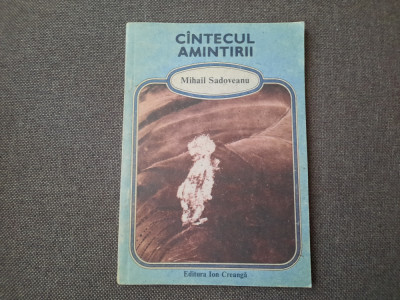 CÎNTECUL
AMINTIRII
Mihail Sadoveanu
Editura Ion Creangă